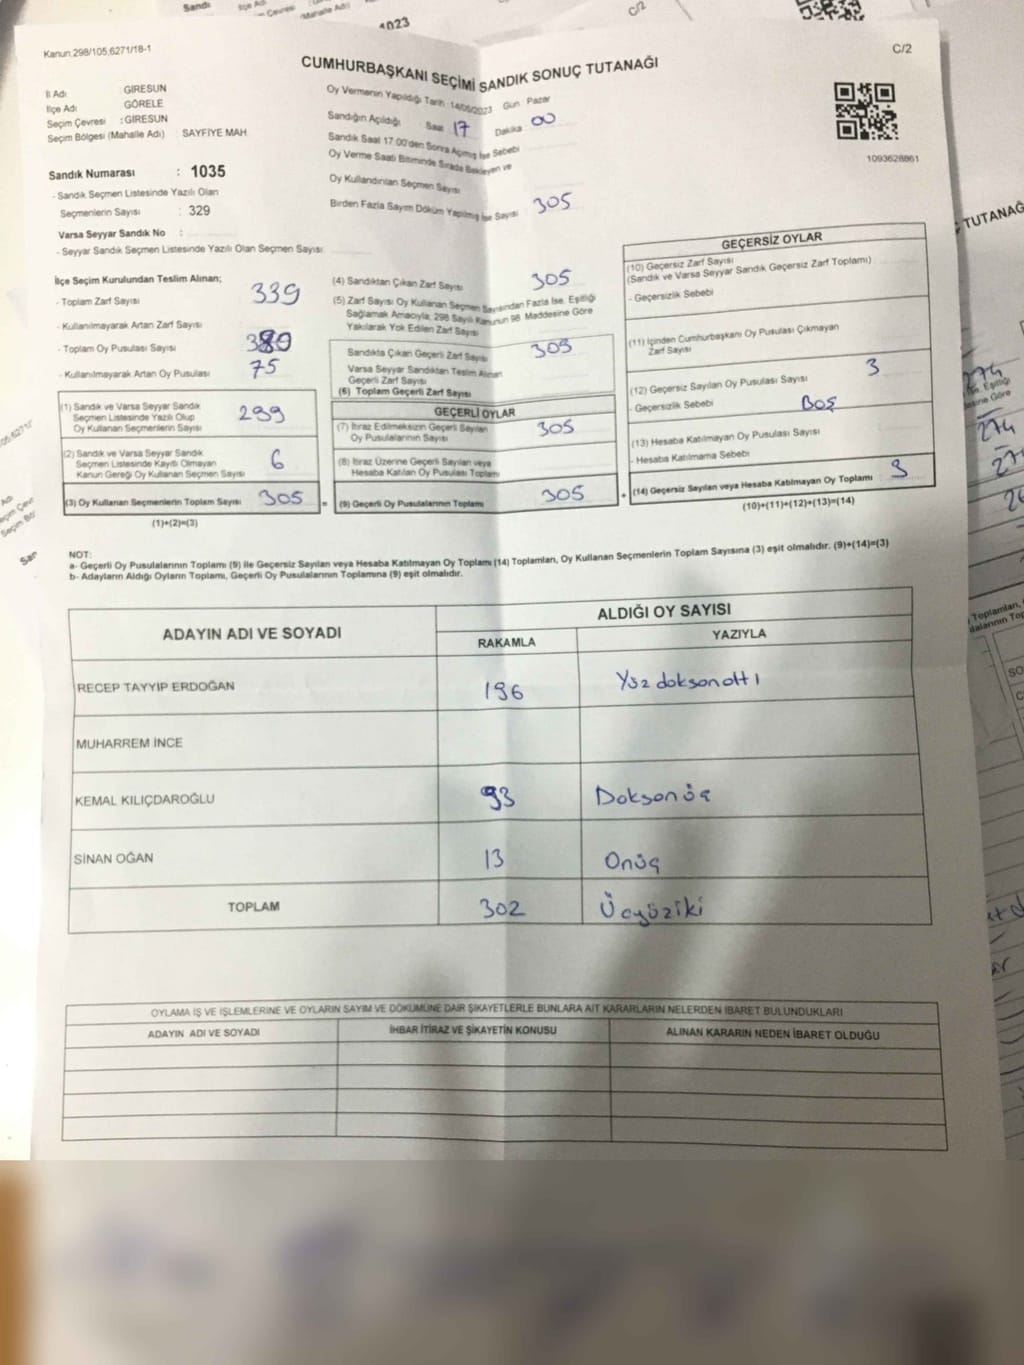 Kanun:298/105,6271/18-1
C/2
CUMHURBAŞKANI SEÇİMİ SANDIK SONUÇ TUTANAĞI
İl Adı : GİRESUN
İlçe Adı : GÖRELE
Seçim Çevresi : GİRESUN
Seçim Bölgesi (Mahalle Adı) : SAYFİYE MAH.
Sandık Numarası : 1035
- Sandık Seçmen Listesinde Yazılı Olan
Seçmenlerin Sayısı : 329
Varsa Seyyar Sandık No :
- Seyyar Sandık Seçmen Listesinde Yazılı Olan Seçmen Sayısı:
Oy Vermenin Yapıldığı Tarih :14/05/2023 Gün Pazar
Sandığın Açıldığı Saat 17 Dakika 00
Sandık Saat 17:00'den Sonra Açımış İse Sebebi
Oy Verme Saati Bitiminde Sırada Bekleyen ve
Oy Kullandırılan Seçmen Sayısı
Birden Fazla Sayım Döküm Yapılmış İse Sayısı 305
1093628861
İlçe Seçim Kurulundan Teslim Alınan;
- Toplam Zarf Sayısı 339
- Kullanılmayarak Artan Zarf Sayısı
- Toplam Oy Pusulası Sayısı
- Kullanılmayarak Artan Oy Pusulası 75
(1) Sandık ve Varsa Seyyar Sandık
Seçmen Listesinde Yazılı Olup
Oy Kullanan Seçmenlerin Sayısı 299
(2) Sandık ve Varsa Seyyar Sandık
Seçmen Listesinde Kayıtlı Olmayan
Kanun Gereği Oy Kullanan Seçmen Sayısı 6
(3) Oy Kullanan Seçmenlerin Toplam Sayısı 305 =
(1)+(2)=(3)
(4) Sandıktan Çıkan Zarf Sayısı 305
(5) Zarf Sayısı Oy Kullanan Seçmen Sayısından Fazla İse, Eşitliği
Sağlamak Amacıyla, 298 Sayılı Kanunun 98. Maddesine Göre
Yakılarak Yok Edilen Zarf Sayısı
Sandıkta Çıkan Geçerli Zarf Sayısı 305
Varsa Seyyar Sandıktan Teslim Alınan
Geçerli Zarf Sayısı
(6) Toplam Geçerli Zarf Sayısı
GEÇERLİ OYLAR
(7) İtiraz Edilmeksizin Geçerli Sayılan
Oy Pusulalarının Sayısı 305
(8) İtiraz Üzerine Geçerli Sayılan veya
Hesaba Katılan Oy Pusulası Toplamı
(9) Geçerli Oy Pusulalarının Toplamı 305 +
GEÇERSİZ OYLAR
(10) Geçersiz Zarf Sayısı
(Sandık ve Varsa Seyyar Sandık Geçersiz Zarf Toplamı)
- Geçersizlik Sebebi
(11) İçinden Cumhurbaşkanı Oy Pusulası Çıkmayan
Zarf Sayısı
(12) Geçersiz Sayılan Oy Pusulası Sayısı 3
- Geçersizlik Sebebi BOŞ
(13) Hesaba Katılmayan Oy Pusulası Sayısı
- Hesaba Katılmama Sebebi
(14) Geçersiz Sayılan veya Hesaba Katılmayan Oy Toplamı : 3
(10)+(11)+(12)+(13)=(14)
NOT:
a- Geçerli Oy Pusulalarının Toplamı (9) ile Geçersiz Sayılan veya Hesaba Katılmayan Oy Toplamı (14) Toplamları, Oy Kullanan Seçmenlerin Toplam Sayısına (3) eşit olmalıdır. (9)+(14)=(3)
b- Adayların Aldığı Oyların Toplamı, Geçerli Oy Pusulalarının Toplamına (9) eşit olmalıdır.
ADAYIN ADI VE SOYADI
ALDIĞI OY SAYISI
RAKAMLA YAZIYLA
RECEP TAYYİP ERDOĞAN 196 Yüz doksan altı
MUHARREM İNCE
KEMAL KILIÇDAROĞLU 93 Doksan üç
SİNAN OĞAN 13 Onüç
TOPLAM 302 Üçyüziki
OYLAMA İŞ VE İŞLEMLERİNE VE OYLARIN SAYIM VE DÖKÜMÜNE DAİR ŞİKAYETLERLE BUNLARA AİT KARARLARIN NELERDEN İBARET BULUNDUKLARI
ADAYIN ADI VE SOYADI İHBAR İTİRAZ VE ŞİKAYETİN KONUSU ALINAN KARARIN NEDEN İBARET OLDUĞU